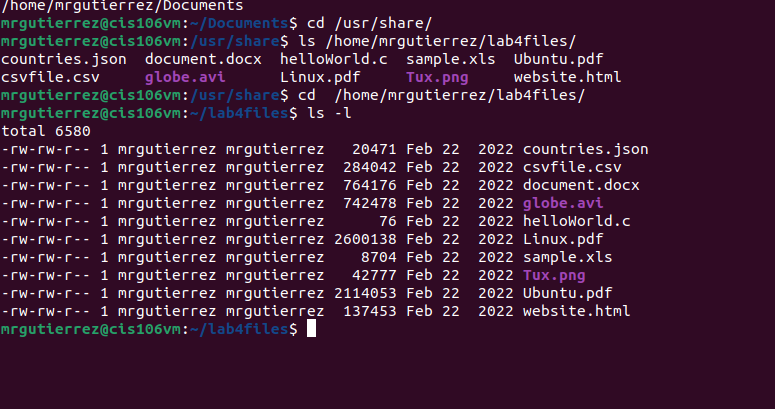 /home/mrgutierrez/Documents
mrgutierrez@cis106vm:~/Documents$ cd /usr/share/
mrgutierrez@cis106vm:/usr/share$ ls /home/mrgutierrez/lab4files/
countries.json  document.docx  helloWorld.c  sample.xls  Ubuntu.pdf
csvfile.csv     globe.avi      Linux.pdf     Tux.png     website.html
mrgutierrez@cis106vm:/usr/share$ cd  /home/mrgutierrez/lab4files/
mrgutierrez@cis106vm:~/lab4files$ ls -l
total 6580
-rw-rw-r-- 1 mrgutierrez mrgutierrez   20471 Feb 22  2022 countries.json
-rw-rw-r-- 1 mrgutierrez mrgutierrez  284042 Feb 22  2022 csvfile.csv
-rw-rw-r-- 1 mrgutierrez mrgutierrez  764176 Feb 22  2022 document.docx
-rw-rw-r-- 1 mrgutierrez mrgutierrez  742478 Feb 22  2022 globe.avi
-rw-rw-r-- 1 mrgutierrez mrgutierrez      76 Feb 22  2022 helloWorld.c
-rw-rw-r-- 1 mrgutierrez mrgutierrez 2600138 Feb 22  2022 Linux.pdf
-rw-rw-r-- 1 mrgutierrez mrgutierrez    8704 Feb 22  2022 sample.xls
-rw-rw-r-- 1 mrgutierrez mrgutierrez   42777 Feb 22  2022 Tux.png
-rw-rw-r-- 1 mrgutierrez mrgutierrez 2114053 Feb 22  2022 Ubuntu.pdf
-rw-rw-r-- 1 mrgutierrez mrgutierrez  137453 Feb 22  2022 website.html
mrgutierrez@cis106vm:~/lab4files$